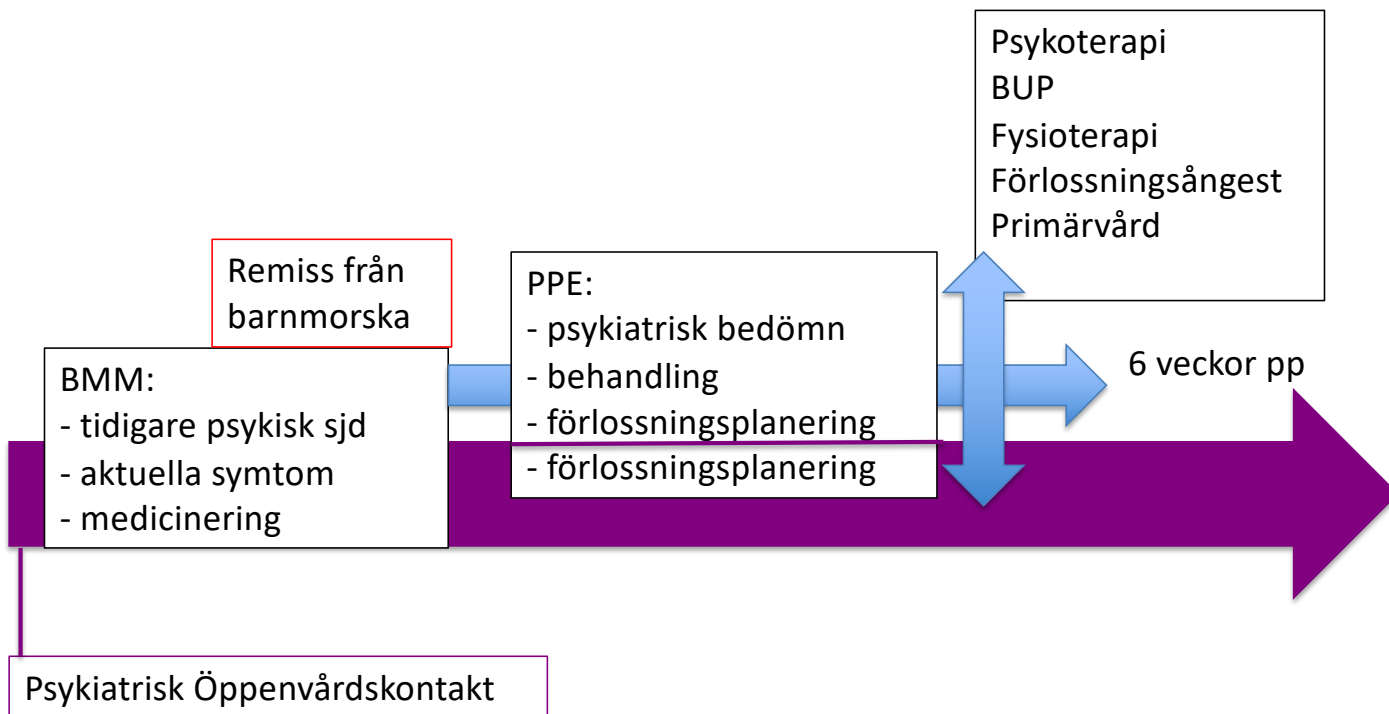 Psykoterapi
BUP
Fysioterapi
Förlossningsångest
Primärvård
Remiss från
barnmorska
PPE:
- psykiatrisk bedömn
- behandling
- förlossningsplanering
- förlossningsplanering
BMM:
- tidigare psykisk sjd
- aktuella symtom
- medicinering
6 veckor pp
Psykiatrisk Öppenvårdskontakt